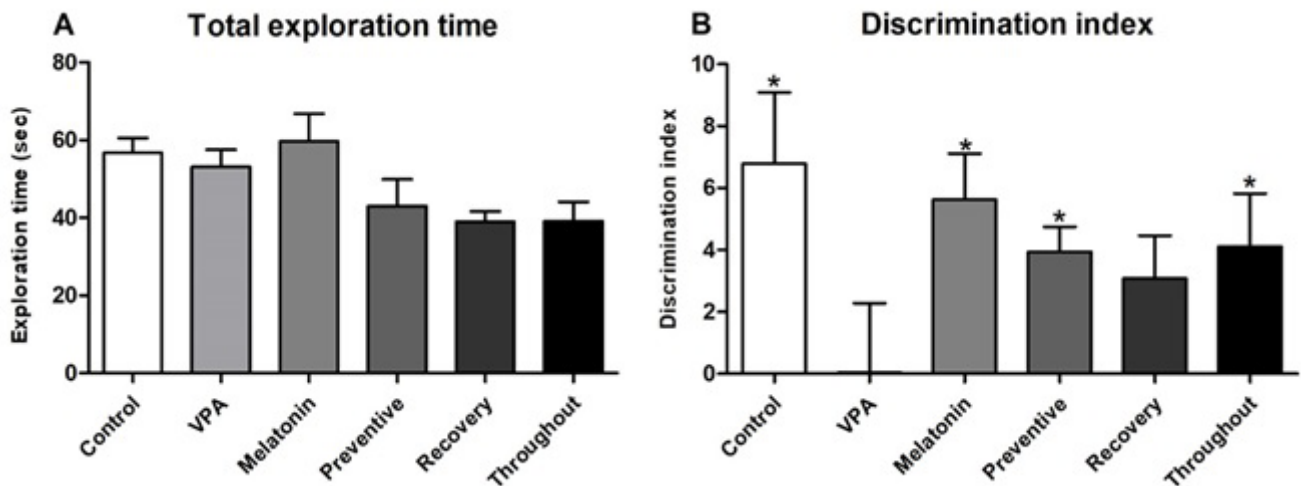 A Total exploration time
Exploration time (sec)
80
60
40
20
0
Control
VPA
Melatonin
Preventive
Recovery
Throughout
B Discrimination index
Discrimination index
10
8
6
4
2
0
*
*
*
*
Control
VPA
Melatonin
Preventive
Recovery
Throughout